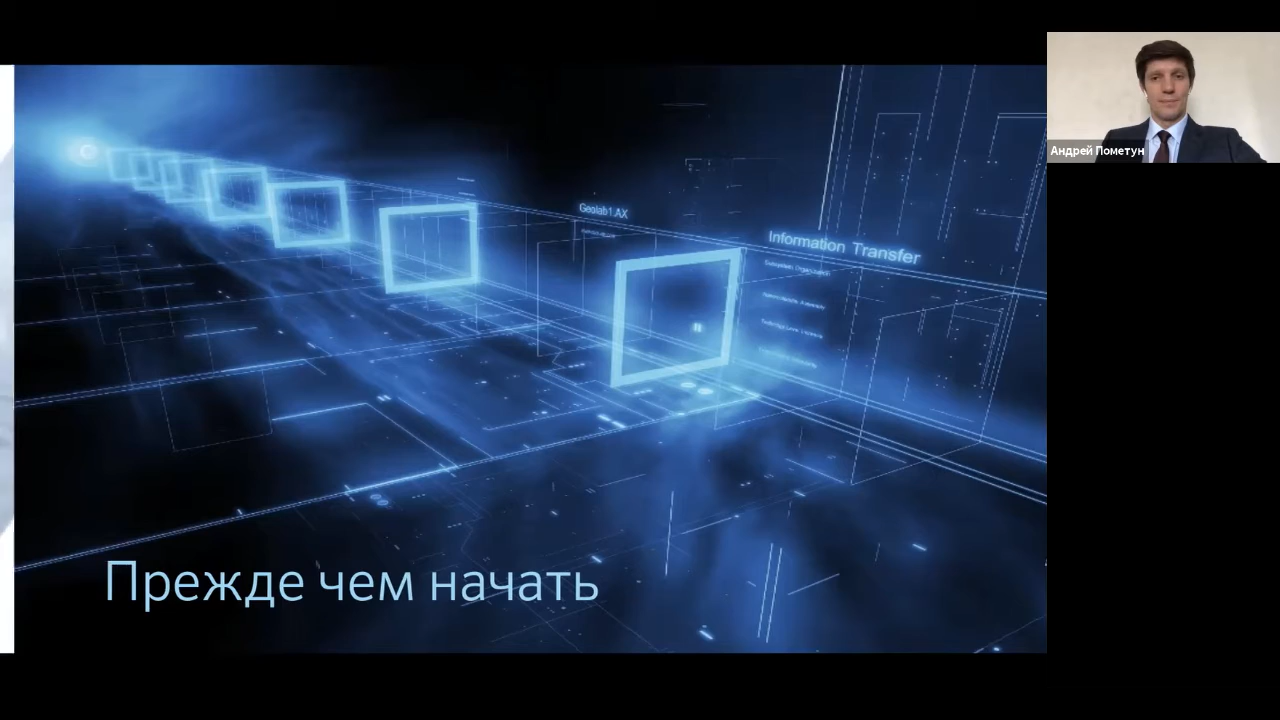 Андрей Пометун
Geolab1.AX
Information Transfer
Прежде чем начать